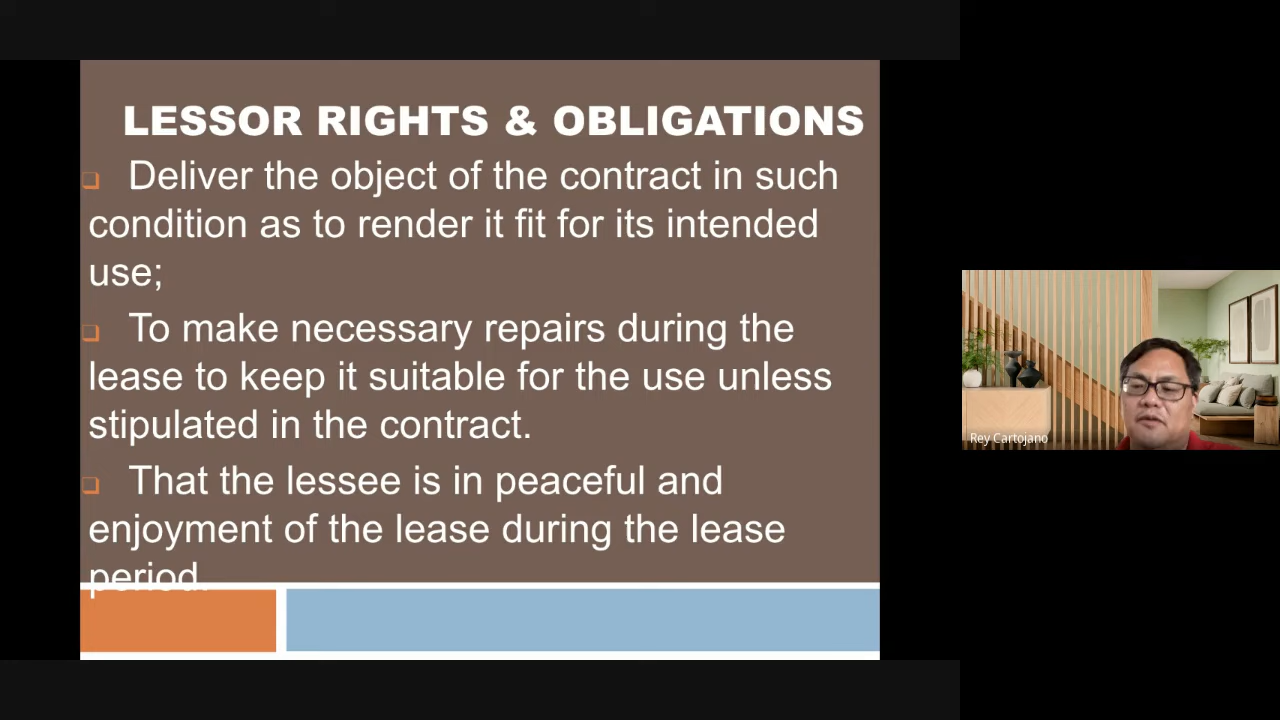 LESSOR RIGHTS & OBLIGATIONS
❑ Deliver the object of the contract in such
condition as to render it fit for its intended
use;
❑ To make necessary repairs during the
lease to keep it suitable for the use unless
stipulated in the contract.
❑ That the lessee is in peaceful and
enjoyment of the lease during the lease
period.
Rey Cartojano